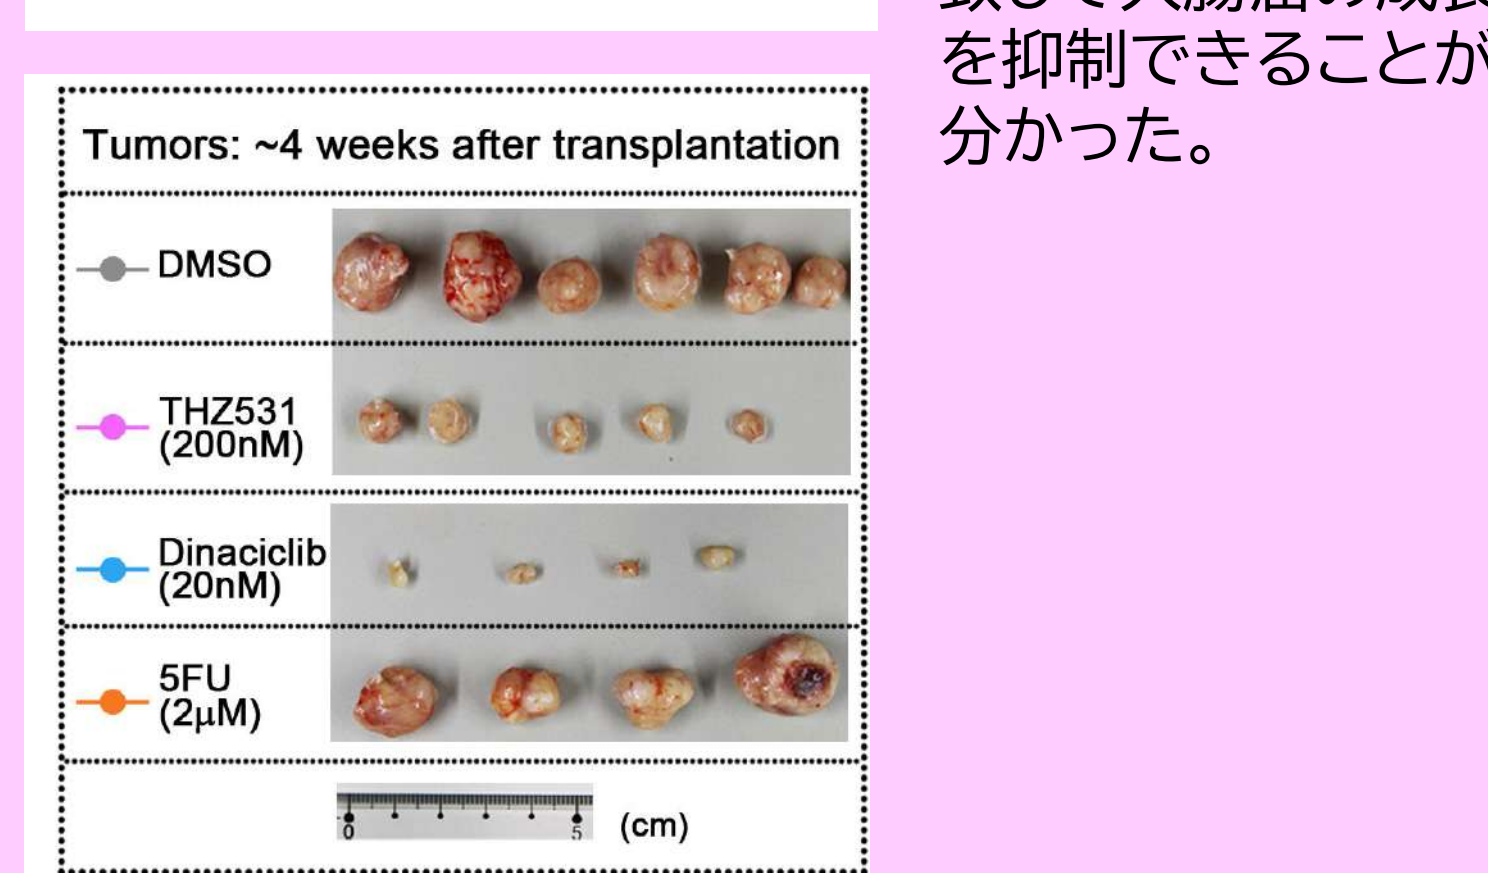 Tumors: ~4 weeks after transplantation
DMSO
THZ531
(200nM)
Dinaciclib
(20nM)
5FU
(2μM)
0 5 (cm)
を抑制できることが
分かった。